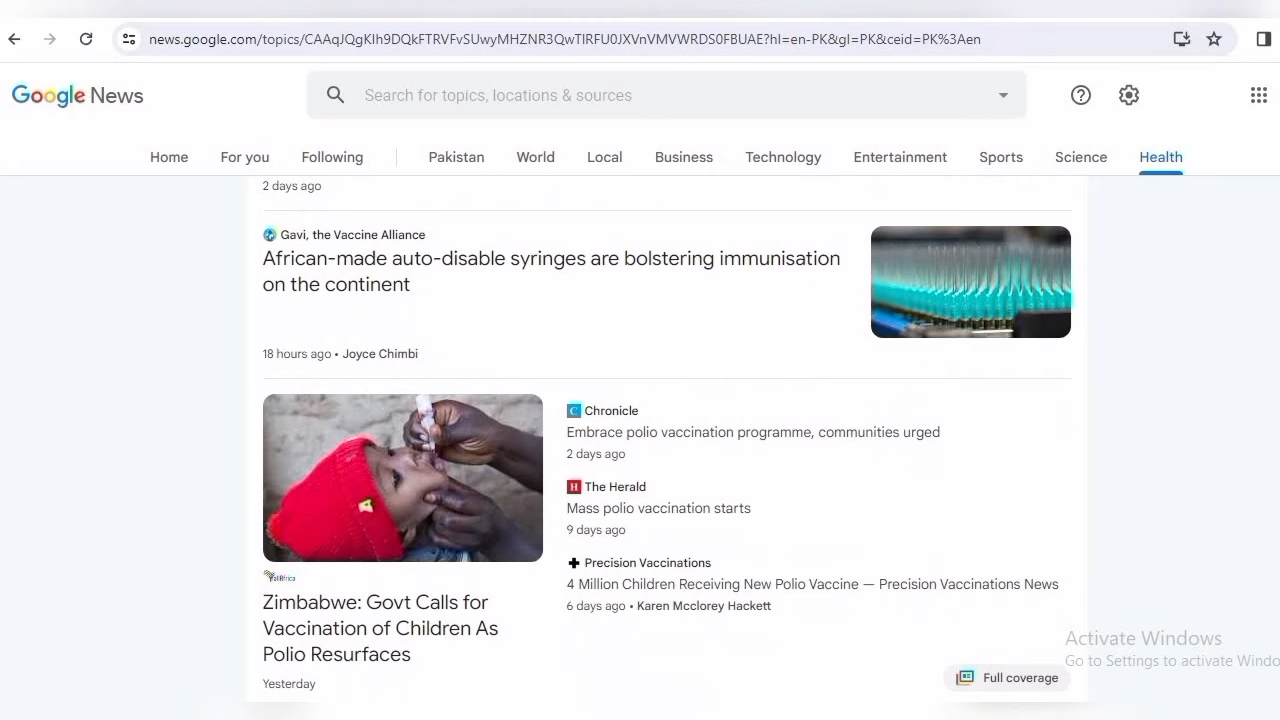 news.google.com/topics/CAAqJQgKIh9DQkFTRVFvSUwyMHZNR3QwTlRFU0JXVnVMVWRDS0FBUAE?hl=en-PK&gl=PK&ceid=PK%3Aen
Google News
Search for topics, locations & sources
Home
For you
Following
Pakistan
World
Local
Business
Technology
Entertainment
Sports
Science
Health
2 days ago
Gavi, the Vaccine Alliance
African-made auto-disable syringes are bolstering immunisation
on the continent
18 hours ago • Joyce Chimbi
allAfrica
Zimbabwe: Govt Calls for
Vaccination of Children As
Polio Resurfaces
Yesterday
C Chronicle
Embrace polio vaccination programme, communities urged
2 days ago
H The Herald
Mass polio vaccination starts
9 days ago
Precision Vaccinations
4 Million Children Receiving New Polio Vaccine — Precision Vaccinations News
6 days ago • Karen Mcclorey Hackett
Full coverage
Activate Windows
Go to Settings to activate Windo